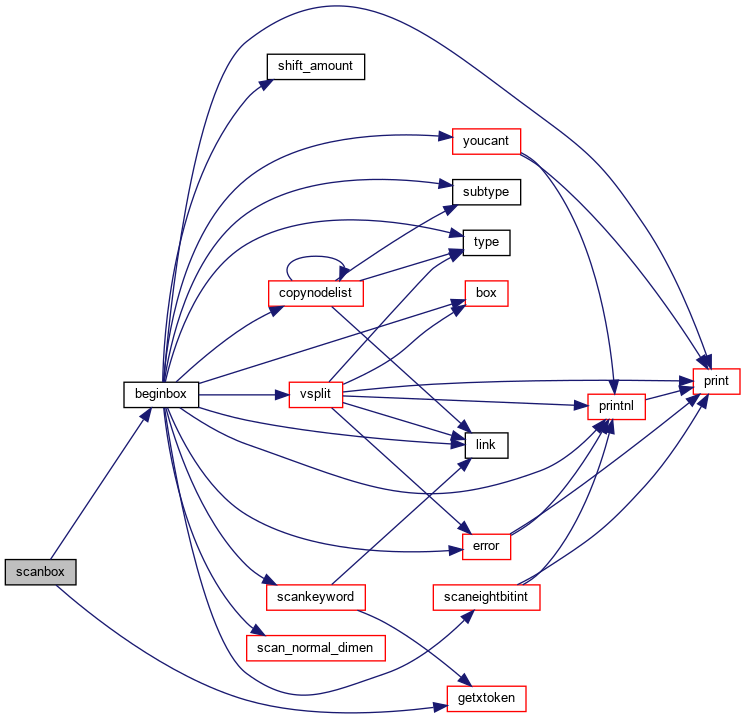 shift_amount
youcant
subtype
type
copynodelist
box
print
beginbox
vsplit
printnl
link
error
scanbox
scankeyword
scaneightbitint
scan_normal_dimen
getxtoken